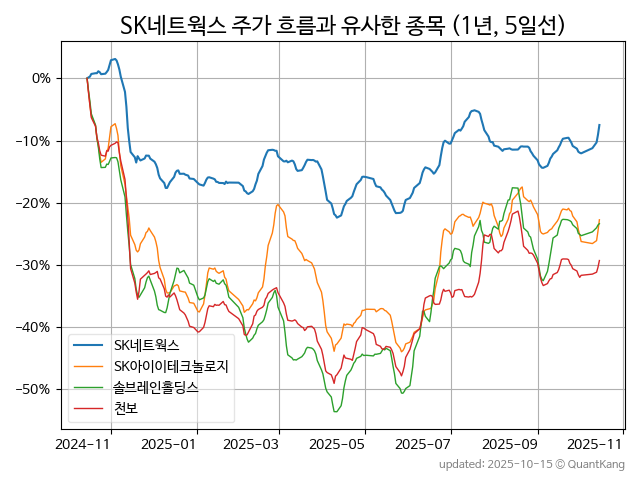 SK네트웍스 주가 흐름과 유사한 종목 (1년, 5일선)
0%
−10%
−20%
−30%
−40%
−50%
SK네트웍스
SK아이이테크놀로지
솔브레인홀딩스
천보
2024-11 2025-01 2025-03 2025-05 2025-07 2025-09 2025-11
updated: 2025-10-15 © QuantKang